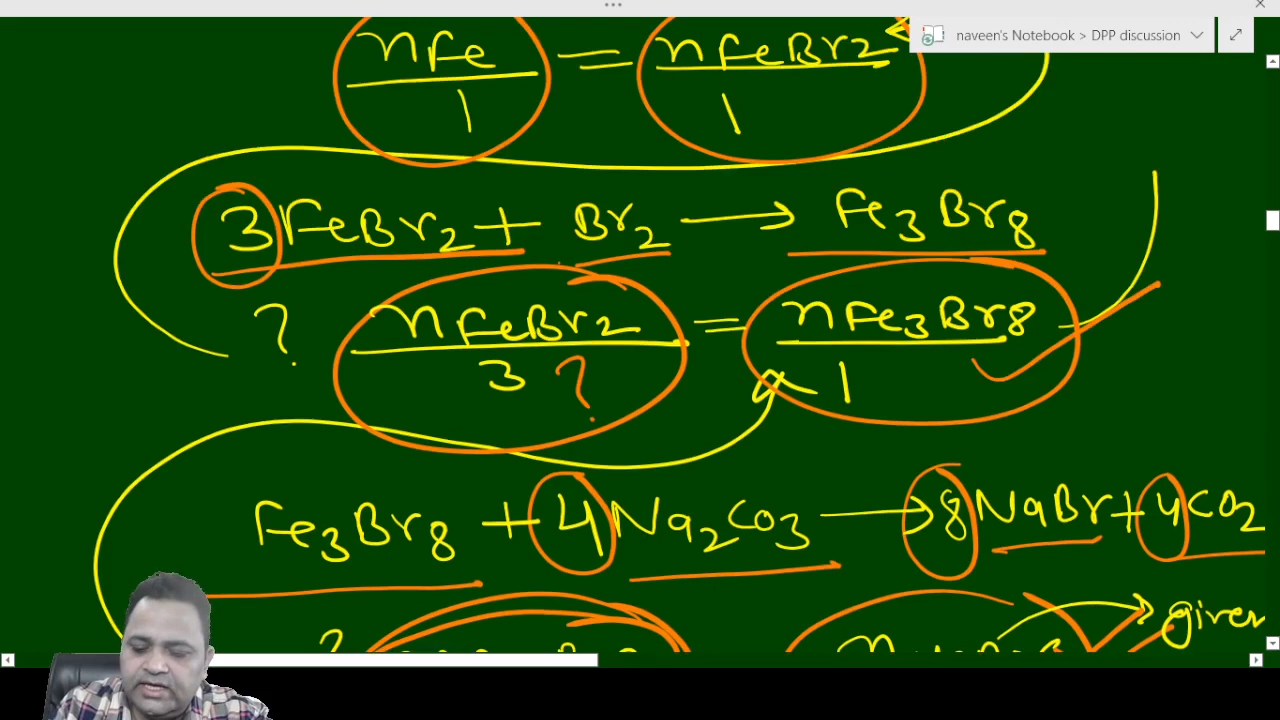 naveen's Notebook > DPP discussion
nFe = nFeBr2
1 1
3FeBr2 + Br2 → Fe3Br8
? nFeBr2 = nFe3Br8
3 ? 1
Fe3Br8 + 4Na2CO3 → 8NaBr + 4CO2
? given